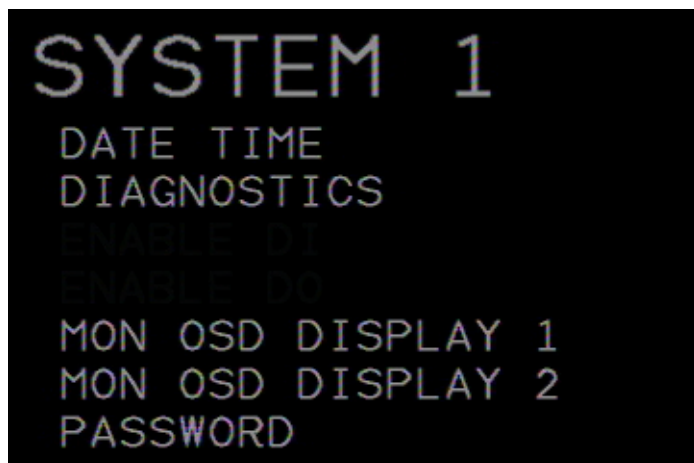 SYSTEM 1
DATE TIME
DIAGNOSTICS
ENABLE DI
ENABLE DO
MON OSD DISPLAY 1
MON OSD DISPLAY 2
PASSWORD